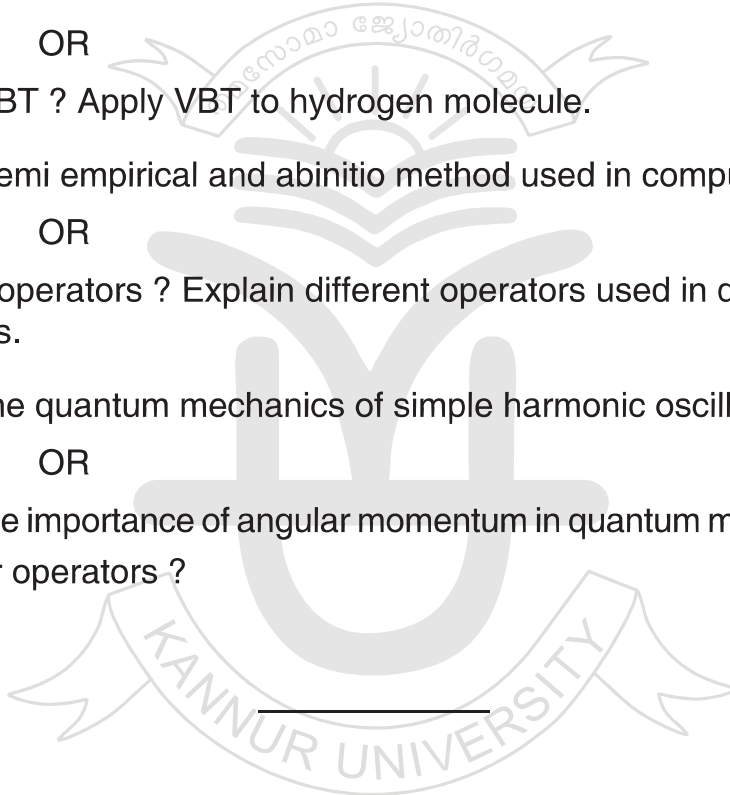 തമസോമാ ജ്യോതിർഗമയ
OR
BT ? Apply VBT to hydrogen molecule.
emi empirical and abinitio method used in compu
OR
operators ? Explain different operators used in
s.
he quantum mechanics of simple harmonic oscill
OR
e importance of angular momentum in quantum m
r operators ?
KANNUR UNIVERSITY